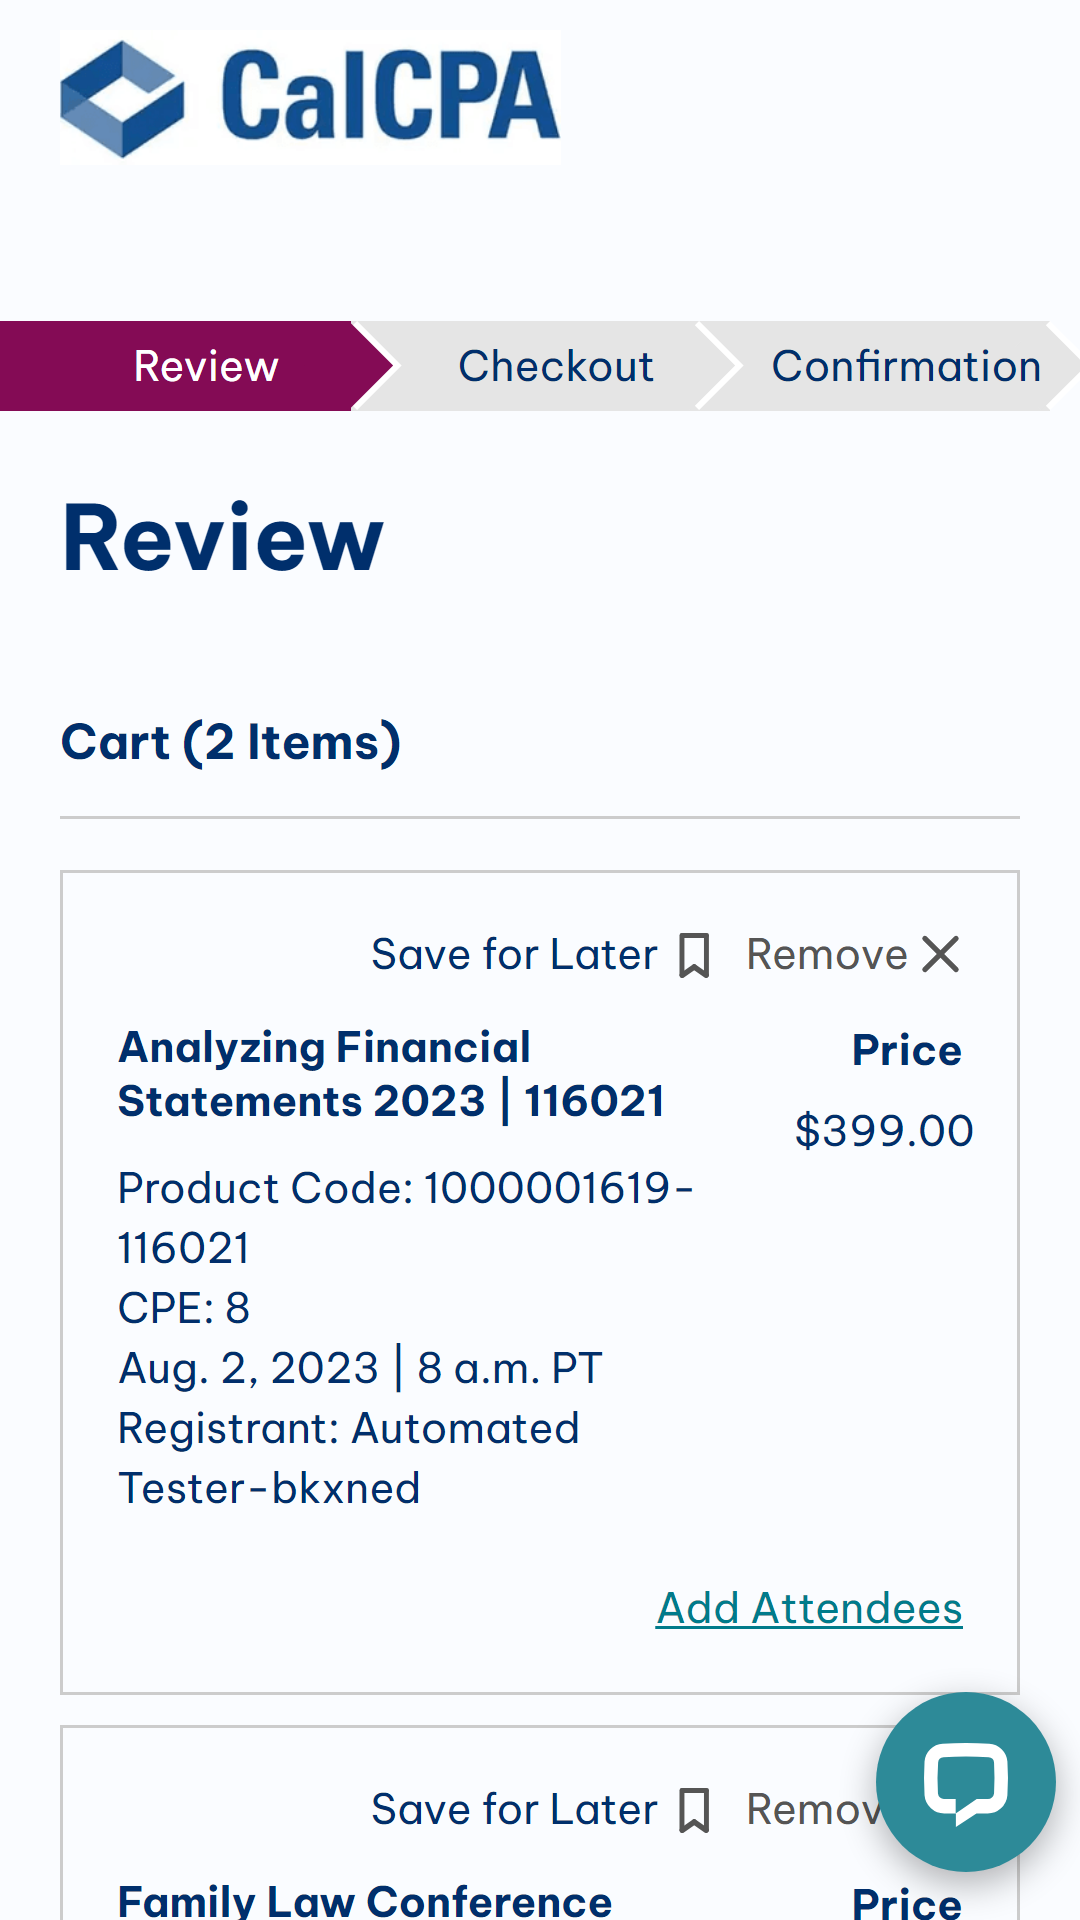 CalCPA
Review
Checkout
Confirmation
Review
Cart (2 Items)
Save for Later
Remove
Analyzing Financial
Statements 2023 | 116021
Price
$399.00
Product Code: 1000001619-
116021
CPE: 8
Aug. 2, 2023 | 8 a.m. PT
Registrant: Automated
Tester-bkxned
Add Attendees
Save for Later
Family Law Conference
Price